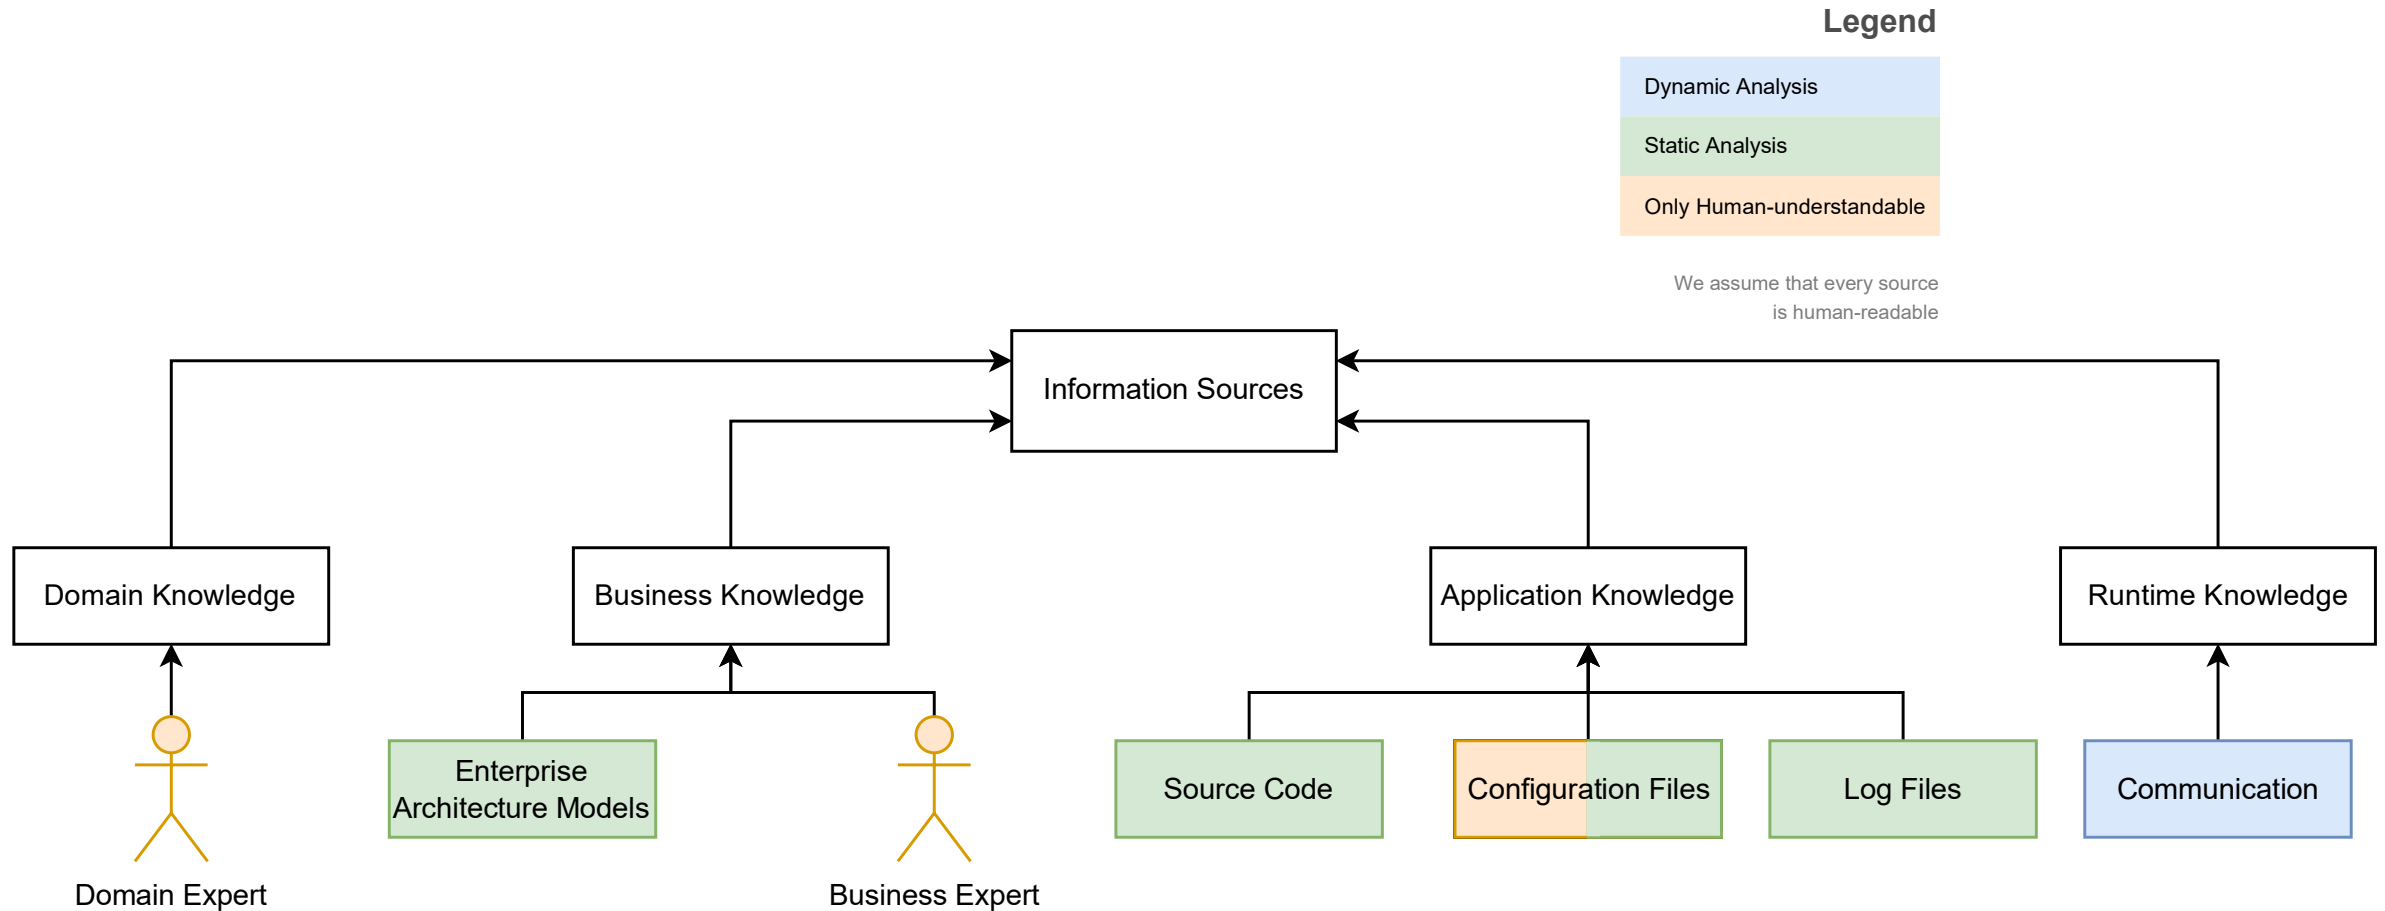 Legend
Dynamic Analysis
Static Analysis
Only Human-understandable
We assume that every source
is human-readable
Information Sources
Domain Knowledge
Business Knowledge
Application Knowledge
Runtime Knowledge
Enterprise
Architecture Models
Source Code
Configuration Files
Log Files
Communication
Domain Expert
Business Expert